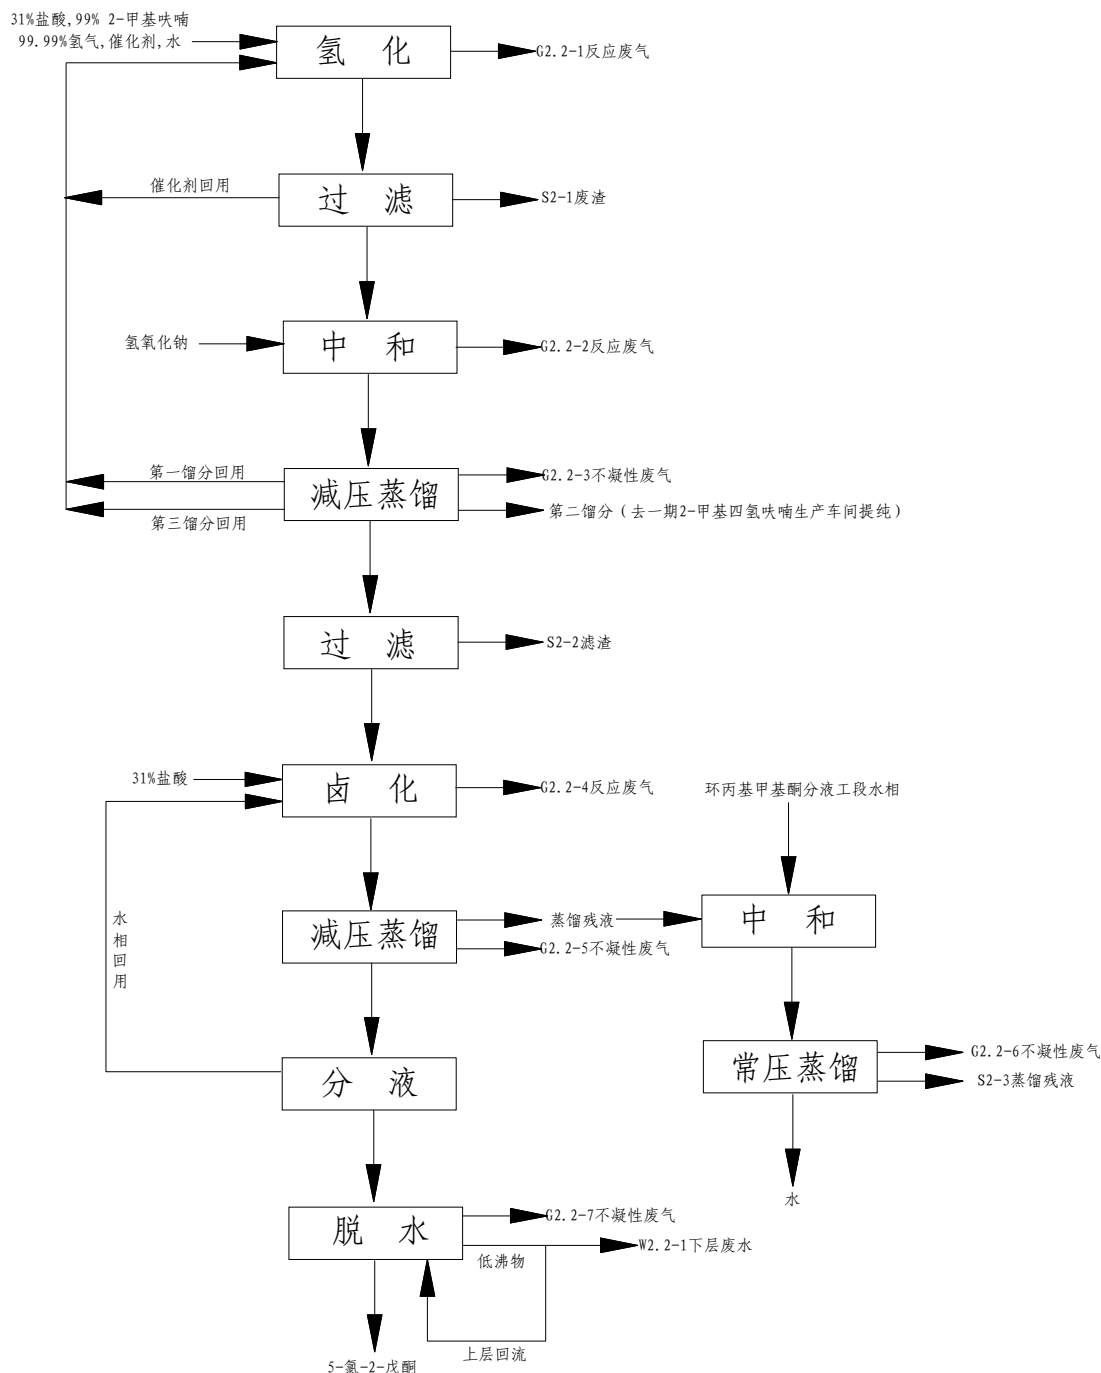 31%盐酸,99% 2-甲基呋喃
99.99%氢气,催化剂,水
氢 化
G2.2-1反应废气
催化剂回用
过 滤
S2-1废渣
氢氧化钠
中 和
G2.2-2反应废气
第一馏分回用
减压蒸馏
G2.2-3不凝性废气
第三馏分回用
第二馏分(去一期2-甲基四氢呋喃生产车间提纯)
过 滤
S2-2滤渣
31%盐酸
卤 化
G2.2-4反应废气
环丙基甲基酮分液工段水相
水相回用
减压蒸馏
蒸馏残液
G2.2-5不凝性废气
中 和
分 液
常压蒸馏
G2.2-6不凝性废气
S2-3蒸馏残液
水
脱 水
G2.2-7不凝性废气
低沸物
W2.2-1下层废水
上层回流
5-氯-2-戊酮